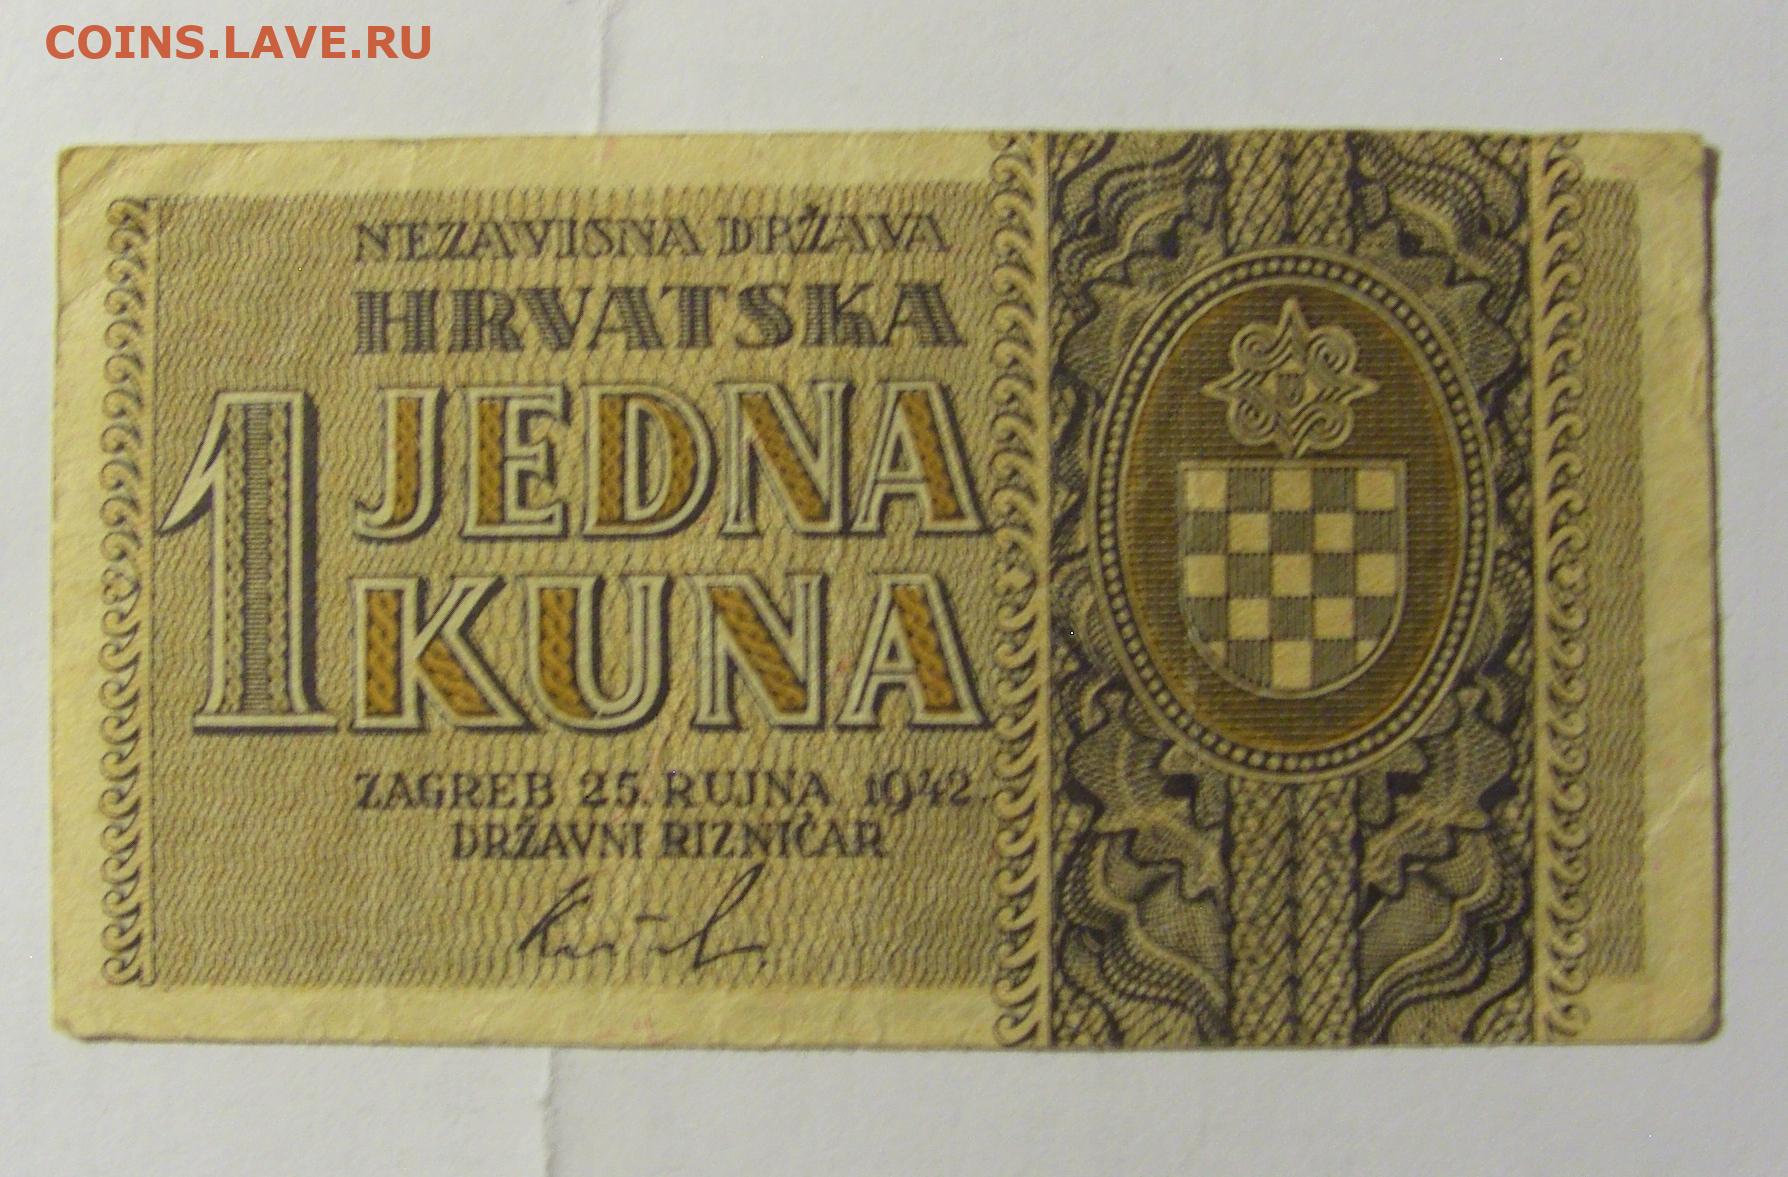 COINS.LAVE.RU
NEZAVISNA DRŽAVA
HRVATSKA
1 JEDNA
KUNA
ZAGREB 25. RUJNA 1942.
DRŽAVNI RIZNIČAR